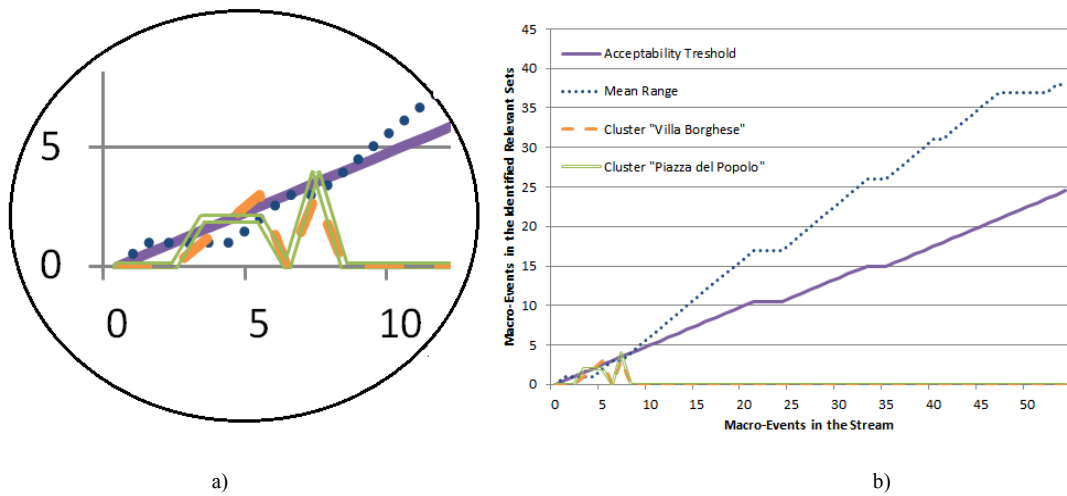 5
0
0 5 10
a)
Macro-Events in the Identified Relevant Sets
45
40
35
30
25
20
15
10
5
0
Acceptability Treshold
Mean Range
Cluster "Villa Borghese"
Cluster "Piazza del Popolo"
0 5 10 15 20 25 30 35 40 45 50
Macro-Events in the Stream
b)